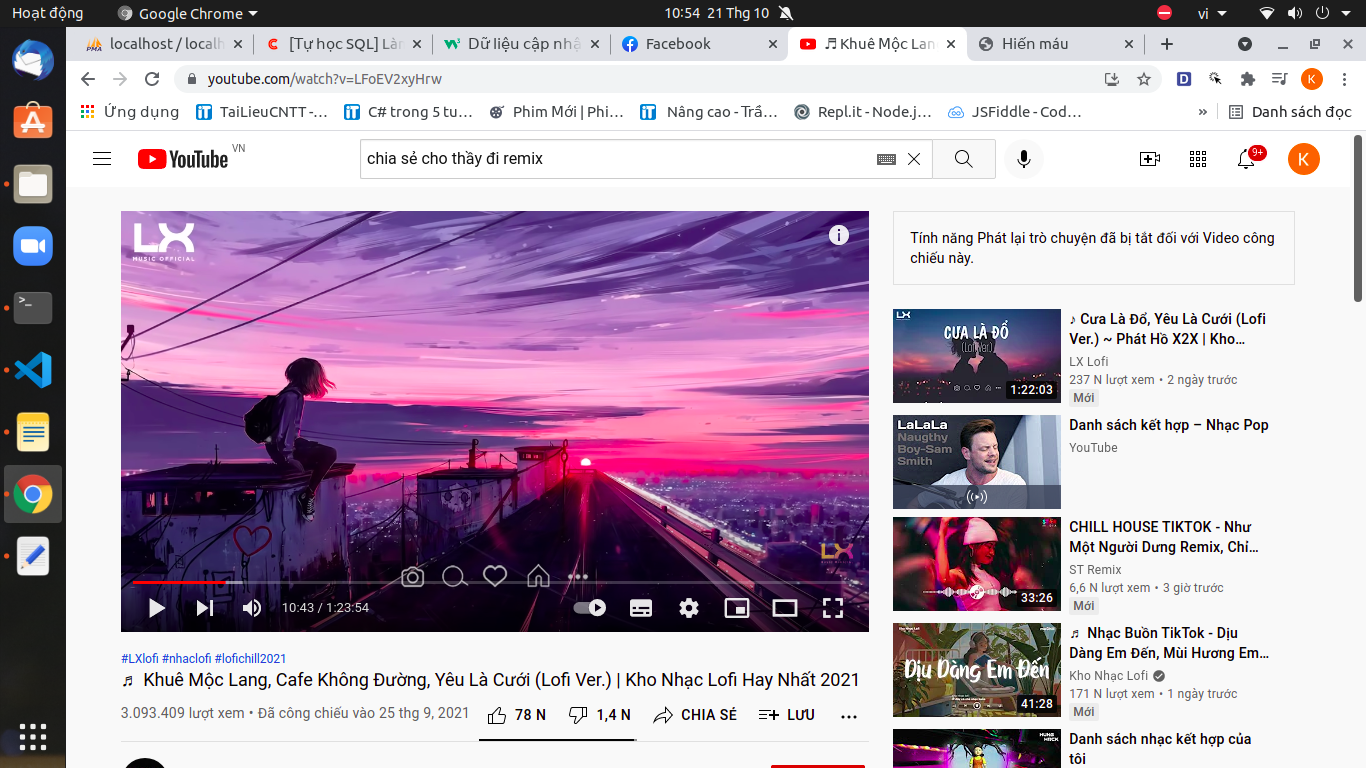 Hoạt động
Google Chrome
10:54 21 Thg 10
vi
localhost / localh
[Tự học SQL] Làn
Dữ liệu cập nhậ
Facebook
♬ Khuê Mộc Lan
Hiến máu
youtube.com/watch?v=LFoEV2xyHrw
K
Ứng dụng
TaiLieuCNTT -…
C# trong 5 tu…
Phim Mới | Phi…
Nâng cao - Trầ…
Repl.it - Node.j…
JSFiddle - Cod…
»
Danh sách đọc
YouTube VN
chia sẻ cho thầy đi remix
9+
K
LX
MUSIC OFFICIAL
LX
10:43 / 1:23:54
#LXlofi #nhaclofi #lofichill2021
♬ Khuê Mộc Lang, Cafe Không Đường, Yêu Là Cưới (Lofi Ver.) | Kho Nhạc Lofi Hay Nhất 2021
3.093.409 lượt xem • Đã công chiếu vào 25 thg 9, 2021
78 N
1,4 N
CHIA SẺ
LƯU
Tính năng Phát lại trò chuyện đã bị tắt đối với Video công
chiếu này.
LX
CƯA LÀ ĐỔ
(Lofi Ver.)
1:22:03
♪ Cưa Là Đổ, Yêu Là Cưới (Lofi
Ver.) ~ Phát Hồ X2X | Kho…
LX Lofi
237 N lượt xem • 2 ngày trước
Mới
LaLaLa
Naugthy
Boy-Sam
Smith
Danh sách kết hợp – Nhạc Pop
YouTube
33:26
CHILL HOUSE TIKTOK - Như
Một Người Dưng Remix, Chỉ…
ST Remix
6,6 N lượt xem • 3 giờ trước
Mới
Dịu Dàng Em Đến
41:28
♬ Nhạc Buồn TikTok - Dịu
Dàng Em Đến, Mùi Hương Em…
Kho Nhạc Lofi
171 N lượt xem • 1 ngày trước
Mới
HUNG HACK
Danh sách nhạc kết hợp của
tôi